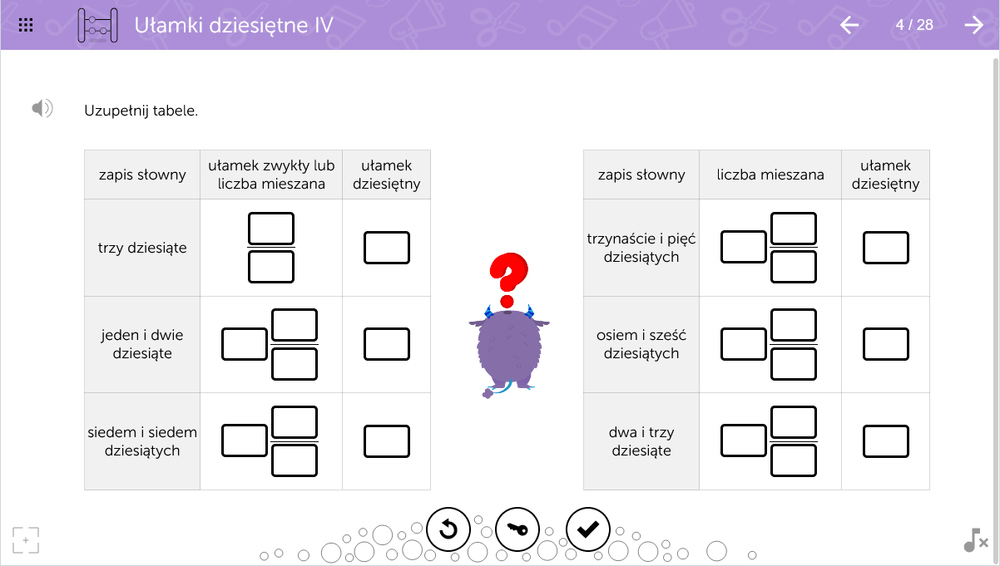 Ułamki dziesiętne IV
4 / 28
Uzupełnij tabele.
zapis słowny
ułamek zwykły lub
liczba mieszana
ułamek
dziesiętny
trzy dziesiąte
jeden i dwie
dziesiąte
siedem i siedem
dziesiątych
zapis słowny
liczba mieszana
ułamek
dziesiętny
trzynaście i pięć
dziesiątych
osiem i sześć
dziesiątych
dwa i trzy
dziesiąte